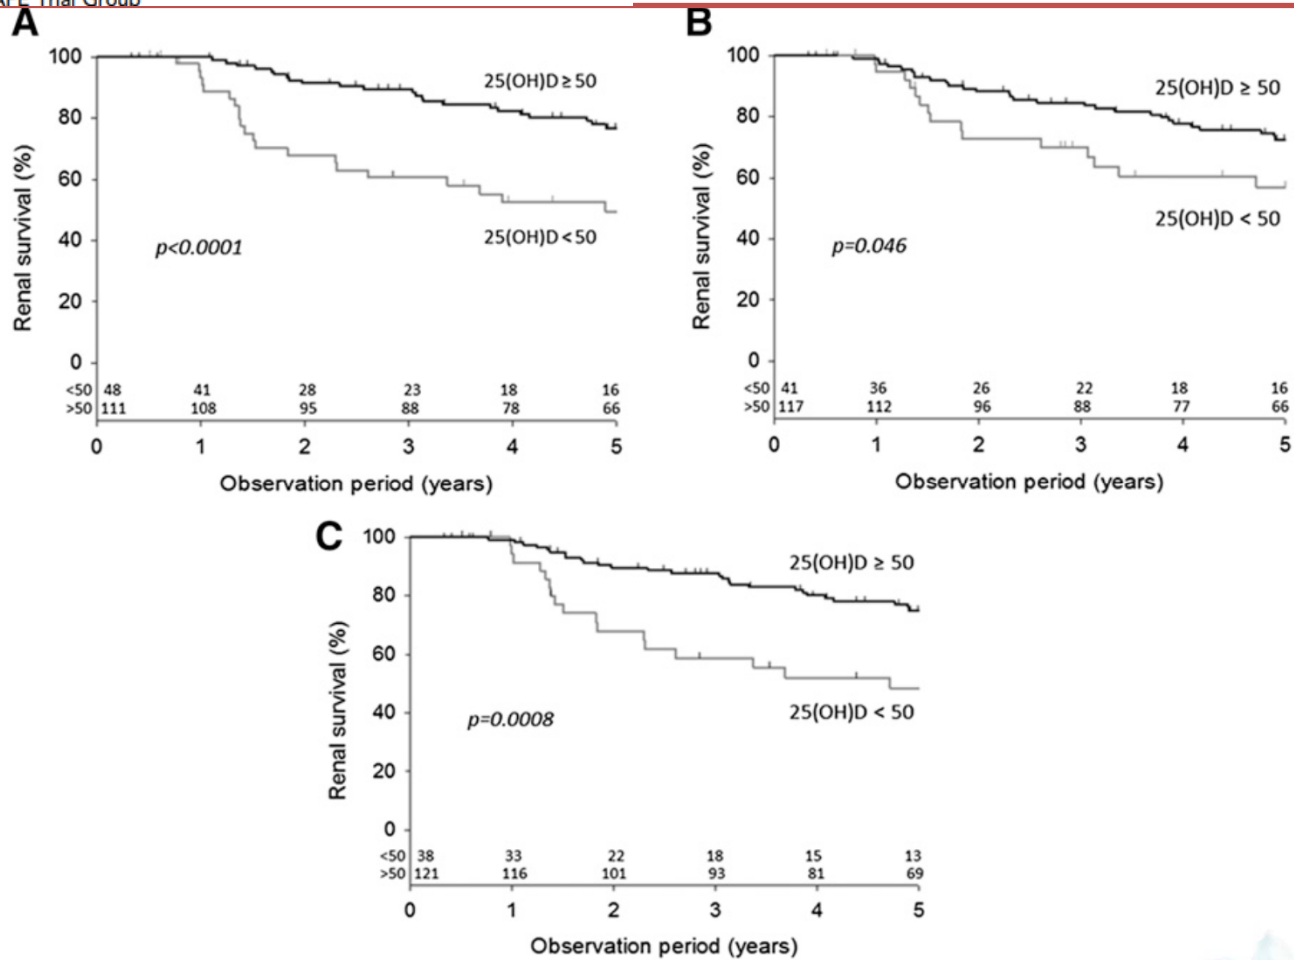 Trial Group
A
100
80
60
40
20
0
Renal survival (%)
25(OH)D ≥ 50
25(OH)D < 50
p<0.0001
<50 48 41 28 23 18 16
>50 111 108 95 88 78 66
0 1 2 3 4 5
Observation period (years)
B
100
80
60
40
20
0
Renal survival (%)
25(OH)D ≥ 50
25(OH)D < 50
p=0.046
<50 41 36 26 22 18 16
>50 117 112 96 88 77 66
0 1 2 3 4 5
Observation period (years)
C
100
80
60
40
20
0
Renal survival (%)
25(OH)D ≥ 50
25(OH)D < 50
p=0.0008
<50 38 33 22 18 15 13
>50 121 116 101 93 81 69
0 1 2 3 4 5
Observation period (years)